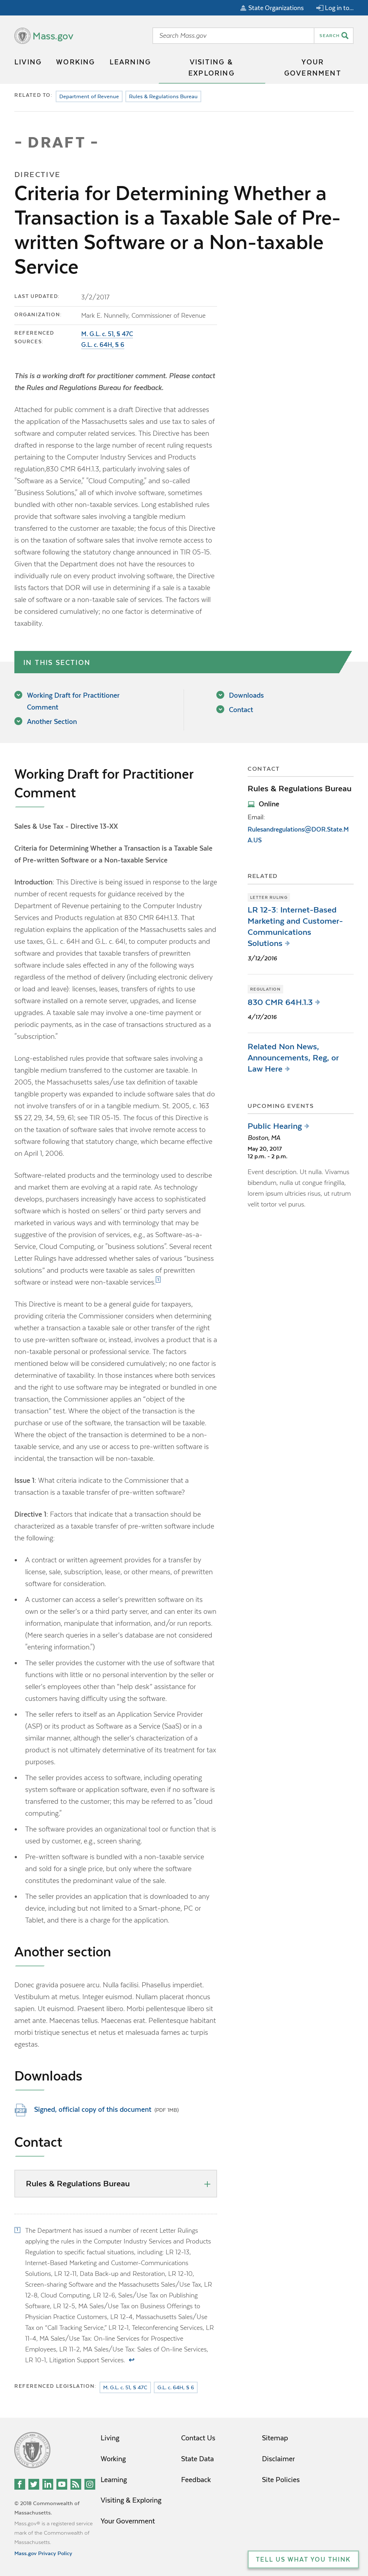 State Organizations
Log in to...
Mass.gov
Search Mass.gov
SEARCH
LIVING
WORKING
LEARNING
VISITING &
EXPLORING
YOUR
GOVERNMENT
RELATED TO:
Department of Revenue
Rules & Regulations Bureau
- DRAFT -
DIRECTIVE
Criteria for Determining Whether a
Transaction is a Taxable Sale of Pre-
written Software or a Non-taxable
Service
LAST UPDATED:
3/2/2017
ORGANIZATION:
Mark E. Nunnelly, Commissioner of Revenue
REFERENCED
SOURCES:
M. G.L. c. 51, § 47C
G.L. c. 64H, § 6
This is a working draft for practitioner comment. Please contact
the Rules and Regulations Bureau for feedback.
Attached for public comment is a draft Directive that addresses
the application of the Massachusetts sales and use tax to sales of
software and computer related services. This Directive has been
drafted in response to the large number of recent ruling requests
pertaining to the Computer Industry Services and Products
regulation,830 CMR 64H.1.3, particularly involving sales of
"Software as a Service," "Cloud Computing," and so-called
"Business Solutions," all of which involve software, sometimes
bundled with other non-taxable services. Long established rules
provide that sales software sales involving a tangible medium
transferred to the customer are taxable; the focus of this Directive
is on the taxation of software sales that involve remote access to
software following the statutory change announced in TIR 05-15.
Given that the Department does not have the resources to
individually rule on every product involving software, the Directive
lists factors that DOR will use in determining if a sale is a taxable
sale of software or a non-taxable sale of services. The factors will
be considered cumulatively; no one factor is determinative of
taxability.
IN THIS SECTION
Working Draft for Practitioner
Comment
Another Section
Downloads
Contact
Working Draft for Practitioner
Comment
Sales & Use Tax - Directive 13-XX
Criteria for Determining Whether a Transaction is a Taxable Sale
of Pre-written Software or a Non-taxable Service
Introduction: This Directive is being issued in response to the large
number of recent requests for guidance received by the
Department of Revenue pertaining to the Computer Industry
Services and Products regulation at 830 CMR 64H.1.3. That
regulation explains the application of the Massachusetts sales and
use taxes, G.L. c. 64H and G.L. c. 64I, to computer products and
software and also provides that taxable transfers of prewritten
software include sales effected in any of the following ways
regardless of the method of delivery (including electronic delivery
or load and leave): licenses, leases, transfers of rights to use
software installed on a remote server, upgrades, and license
upgrades. A taxable sale may involve a one-time payment or
periodic payments, as in the case of transactions structured as a
"subscription."
Long-established rules provide that software sales involving a
tangible medium transferred to the customer are taxable. In
2005, the Massachusetts sales/use tax definition of taxable
tangible property was expanded to include software sales that do
not involve transfers of or in a tangible medium. St. 2005, c. 163
§§ 27, 29, 34, 59, 61; see TIR 05-15. The focus of this Directive is
on the taxation of software sales that do not involve tangible
property following that statutory change, which became effective
on April 1, 2006.
Software-related products and the terminology used to describe
and market them are evolving at a rapid rate. As technology
develops, purchasers increasingly have access to sophisticated
software which is hosted on sellers' or third party servers and
marketed in various ways and with terminology that may be
suggestive of the provision of services, e.g., as Software-as-a-
Service, Cloud Computing, or "business solutions". Several recent
Letter Rulings have addressed whether sales of various "business
solutions" and products were taxable as sales of prewritten
software or instead were non-taxable services.1
This Directive is meant to be a general guide for taxpayers,
providing criteria the Commissioner considers when determining
whether a transaction is a taxable sale or other transfer of the right
to use pre-written software or, instead, involves a product that is a
non-taxable personal or professional service. The factors
mentioned below will be considered cumulatively; no one factor is
determinative of taxability. In those instances where both services
and the right to use software may be integrated or bundled in one
transaction, the Commissioner applies an "object of the
transaction" test. Where the object of the transaction is the
purchase or use of the software, the transaction will be taxable.
Where the object of the transaction is determined to be a non-
taxable service, and any use or access to pre-written software is
incidental, the transaction will be non-taxable.
Issue 1: What criteria indicate to the Commissioner that a
transaction is a taxable transfer of pre-written software?
Directive 1: Factors that indicate that a transaction should be
characterized as a taxable transfer of pre-written software include
the following:
• A contract or written agreement provides for a transfer by
license, sale, subscription, lease, or other means, of prewritten
software for consideration.
• A customer can access a seller's prewritten software on its
own or the seller's or a third party server, and can enter its own
information, manipulate that information, and/or run reports.
(Mere search queries in a seller's database are not considered
"entering information.")
• The seller provides the customer with the use of software that
functions with little or no personal intervention by the seller or
seller's employees other than "help desk" assistance for
customers having difficulty using the software.
• The seller refers to itself as an Application Service Provider
(ASP) or its product as Software as a Service (SaaS) or in a
similar manner, although the seller's characterization of a
product is not ultimately determinative of its treatment for tax
purposes.
• The seller provides access to software, including operating
system software or application software, even if no software is
transferred to the customer; this may be referred to as "cloud
computing."
• The software provides an organizational tool or function that is
used by customer, e.g., screen sharing.
• Pre-written software is bundled with a non-taxable service
and sold for a single price, but only where the software
constitutes the predominant value of the sale.
• The seller provides an application that is downloaded to any
device, including but not limited to a Smart-phone, PC or
Tablet, and there is a charge for the application.
Another section
Donec gravida posuere arcu. Nulla facilisi. Phasellus imperdiet.
Vestibulum at metus. Integer euismod. Nullam placerat rhoncus
sapien. Ut euismod. Praesent libero. Morbi pellentesque libero sit
amet ante. Maecenas tellus. Maecenas erat. Pellentesque habitant
morbi tristique senectus et netus et malesuada fames ac turpis
egestas.
Downloads
Signed, official copy of this document (PDF 1MB)
Contact
Rules & Regulations Bureau
1 The Department has issued a number of recent Letter Rulings
applying the rules in the Computer Industry Services and Products
Regulation to specific factual situations, including: LR 12-13,
Internet-Based Marketing and Customer-Communications
Solutions, LR 12-11, Data Back-up and Restoration, LR 12-10,
Screen-sharing Software and the Massachusetts Sales/Use Tax, LR
12-8, Cloud Computing, LR 12-6, Sales/Use Tax on Publishing
Software, LR 12-5, MA Sales/Use Tax on Business Offerings to
Physician Practice Customers, LR 12-4, Massachusetts Sales/Use
Tax on "Call Tracking Service," LR 12-1, Teleconferencing Services, LR
11-4, MA Sales/Use Tax: On-line Services for Prospective
Employees, LR 11-2, MA Sales/Use Tax: Sales of On-line Services,
LR 10-1, Litigation Support Services. ↩
REFERENCED LEGISLATION:
M. G.L. c. 51, § 47C
G.L. c. 64H, § 6
CONTACT
Rules & Regulations Bureau
Online
Email:
Rulesandregulations@DOR.State.M
A.US
RELATED
LETTER RULING
LR 12-3: Internet-Based
Marketing and Customer-
Communications
Solutions
3/12/2016
REGULATION
830 CMR 64H.1.3
4/17/2016
Related Non News,
Announcements, Reg, or
Law Here
UPCOMING EVENTS
Public Hearing
Boston, MA
May 20, 2017
12 p.m. - 2 p.m.
Event description. Ut nulla. Vivamus
bibendum, nulla ut congue fringilla,
lorem ipsum ultricies risus, ut rutrum
velit tortor vel purus.
Living
Working
Learning
Visiting & Exploring
Your Government
Contact Us
State Data
Feedback
Sitemap
Disclaimer
Site Policies
© 2018 Commonwealth of
Massachusetts.
Mass.gov® is a registered service
mark of the Commonwealth of
Massachusetts.
Mass.gov Privacy Policy
TELL US WHAT YOU THINK